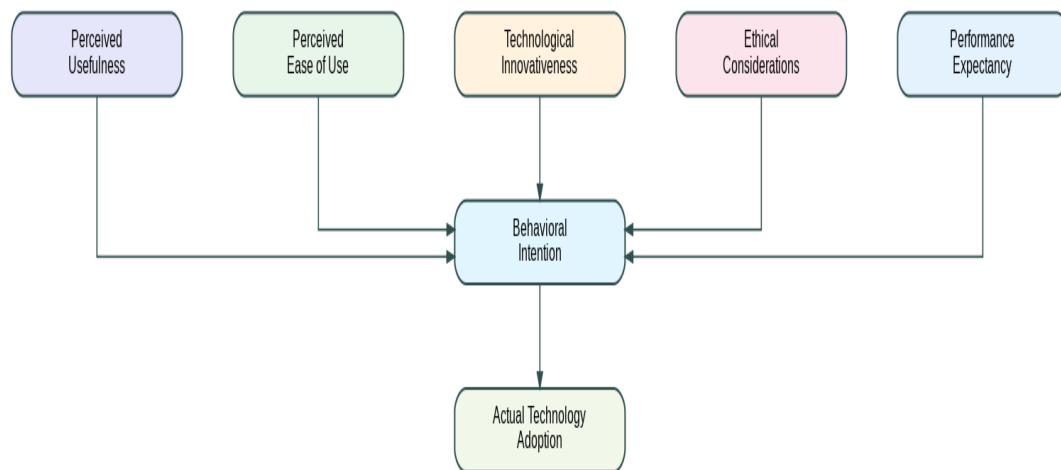 Perceived
Usefulness
Perceived
Ease of Use
Technological
Innovativeness
Ethical
Considerations
Performance
Expectancy
Behavioral
Intention
Actual Technology
Adoption